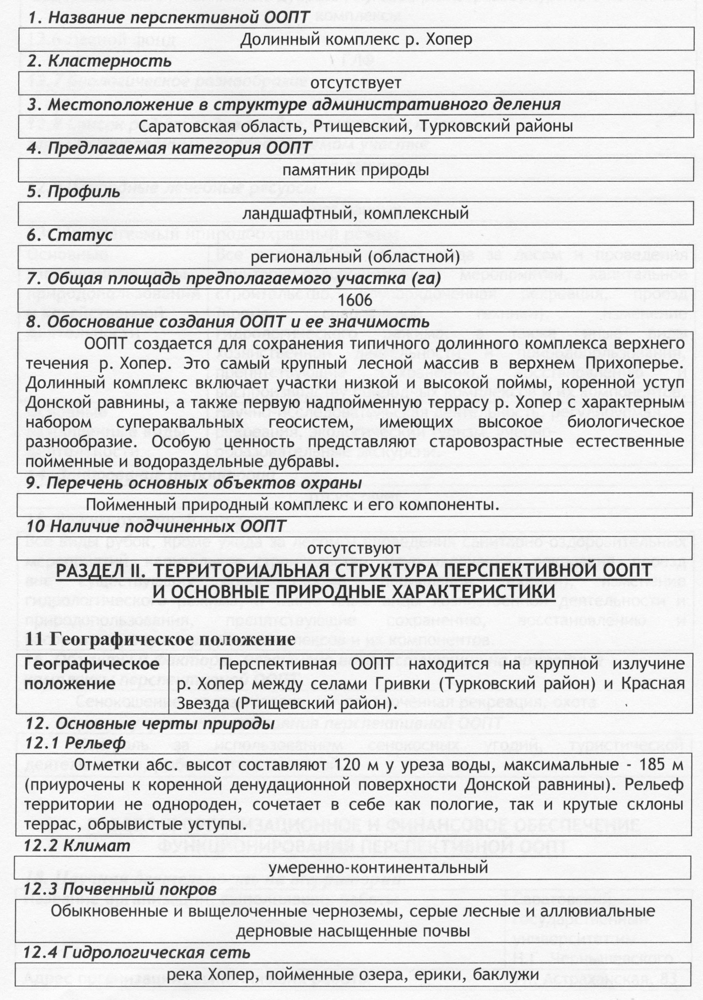 1. Название перспективной ООПТ
Долинный комплекс р. Хопер
2. Кластерность
отсутствует
3. Местоположение в структуре административного деления
Саратовская область, Ртищевский, Турковский районы
4. Предлагаемая категория ООПТ
памятник природы
5. Профиль
ландшафтный, комплексный
6. Статус
региональный (областной)
7. Общая площадь предполагаемого участка (га)
1606
8. Обоснование создания ООПТ и ее значимость
ООПТ создается для сохранения типичного долинного комплекса верхнего
течения р. Хопер. Это самый крупный лесной массив в верхнем Прихоперье.
Долинный комплекс включает участки низкой и высокой поймы, коренной уступ
Донской равнины, а также первую надпойменную террасу р. Хопер с характерным
набором супераквальных геосистем, имеющих высокое биологическое
разнообразие. Особую ценность представляют старовозрастные естественные
пойменные и водораздельные дубравы.
9. Перечень основных объектов охраны
Пойменный природный комплекс и его компоненты.
10 Наличие подчиненных ООПТ
отсутствуют
РАЗДЕЛ II. ТЕРРИТОРИАЛЬНАЯ СТРУКТУРА ПЕРСПЕКТИВНОЙ ООПТ
И ОСНОВНЫЕ ПРИРОДНЫЕ ХАРАКТЕРИСТИКИ
11 Географическое положение
Географическое Перспективная ООПТ находится на крупной излучине
положение р. Хопер между селами Гривки (Турковский район) и Красная
Звезда (Ртищевский район).
12. Основные черты природы
12.1 Рельеф
Отметки абс. высот составляют 120 м у уреза воды, максимальные - 185 м
(приурочены к коренной денудационной поверхности Донской равнины). Рельеф
территории не однороден, сочетает в себе как пологие, так и крутые склоны
террас, обрывистые уступы.
12.2 Климат
умеренно-континентальный
12.3 Почвенный покров
Обыкновенные и выщелоченные черноземы, серые лесные и аллювиальные
дерновые насыщенные почвы
12.4 Гидрологическая сеть
река Хопер, пойменные озера, ерики, баклужи